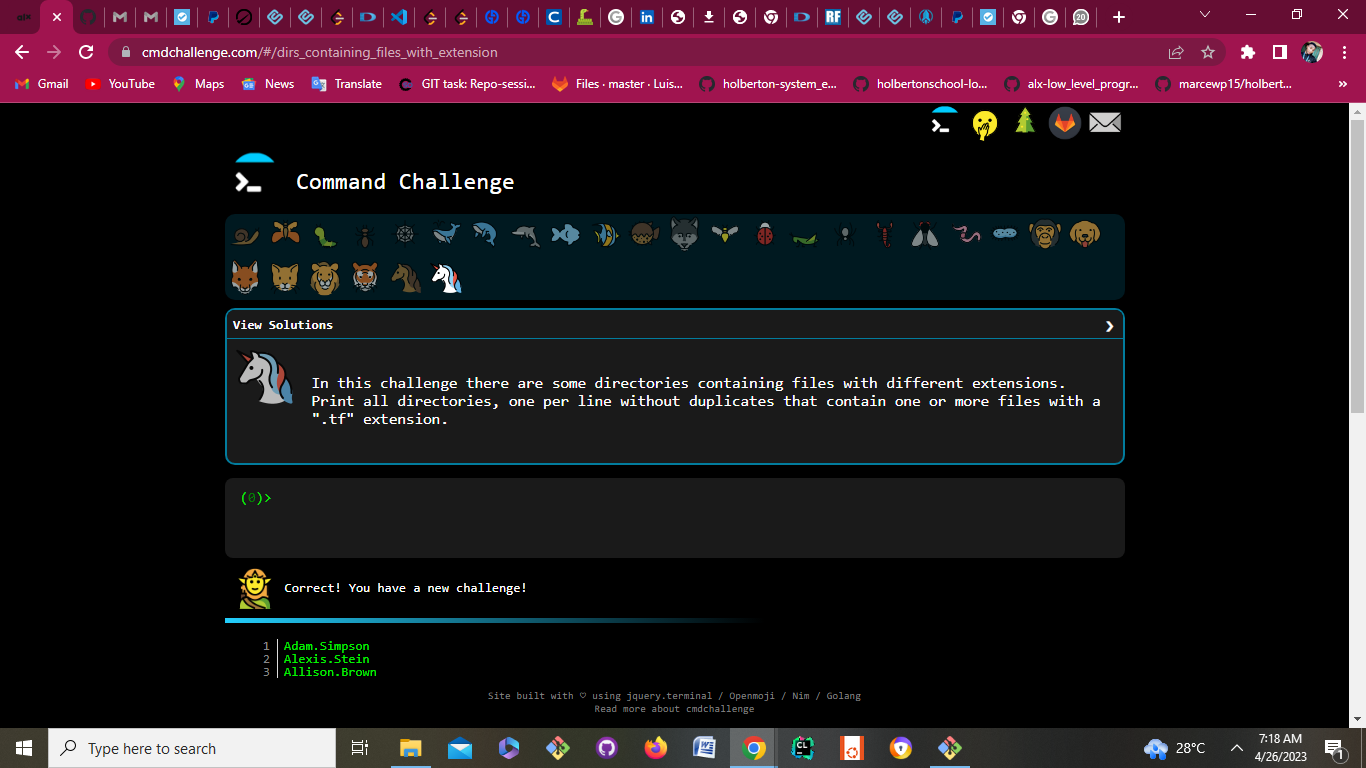 cmdchallenge.com/#/dirs_containing_files_with_extension
Gmail YouTube Maps News Translate GIT task: Repo-sessi... Files · master · Luis... holberton-system_e... holbertonschool-lo... alx-low_level_progr... marcewp15/holbert... »
Command Challenge
View Solutions
In this challenge there are some directories containing files with different extensions.
Print all directories, one per line without duplicates that contain one or more files with a
".tf" extension.
(0)>
Correct! You have a new challenge!
1 Adam.Simpson
2 Alexis.Stein
3 Allison.Brown
Site built with ♡ using jquery.terminal / Openmoji / Nim / Golang
Read more about cmdchallenge
Type here to search
28°C
7:18 AM
4/26/2023
1